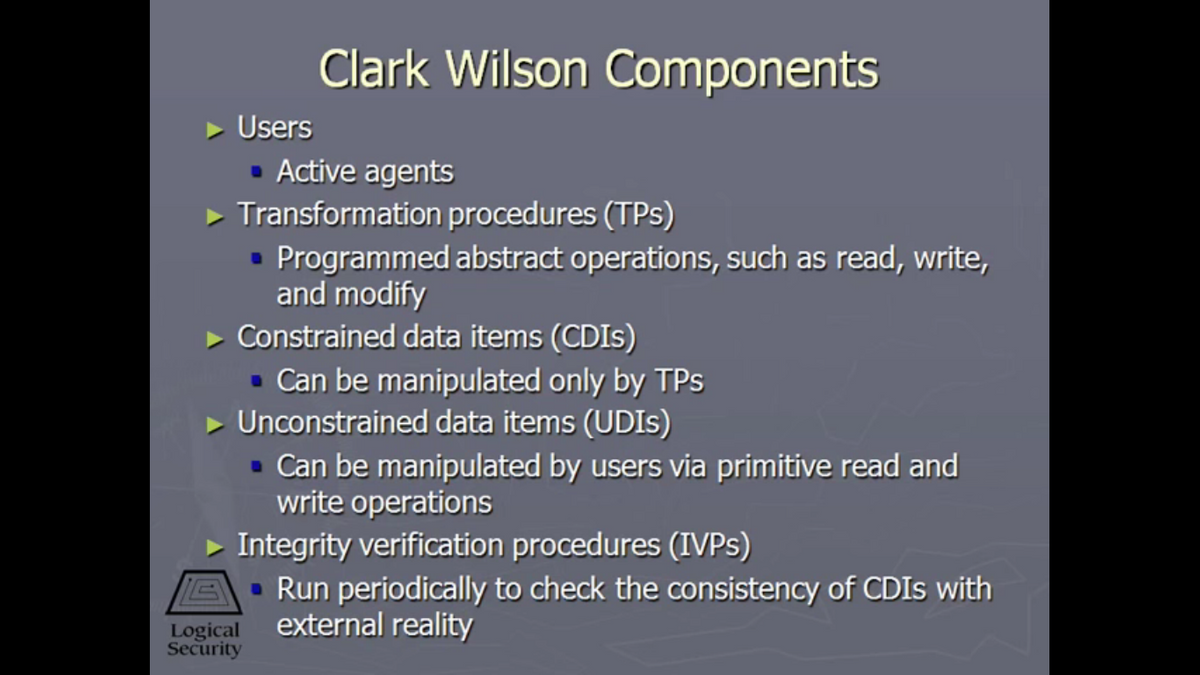 Clark Wilson Components
► Users
▪ Active agents
► Transformation procedures (TPs)
▪ Programmed abstract operations, such as read, write,
and modify
► Constrained data items (CDIs)
▪ Can be manipulated only by TPs
► Unconstrained data items (UDIs)
▪ Can be manipulated by users via primitive read and
write operations
► Integrity verification procedures (IVPs)
▪ Run periodically to check the consistency of CDIs with
external reality
Logical
Security